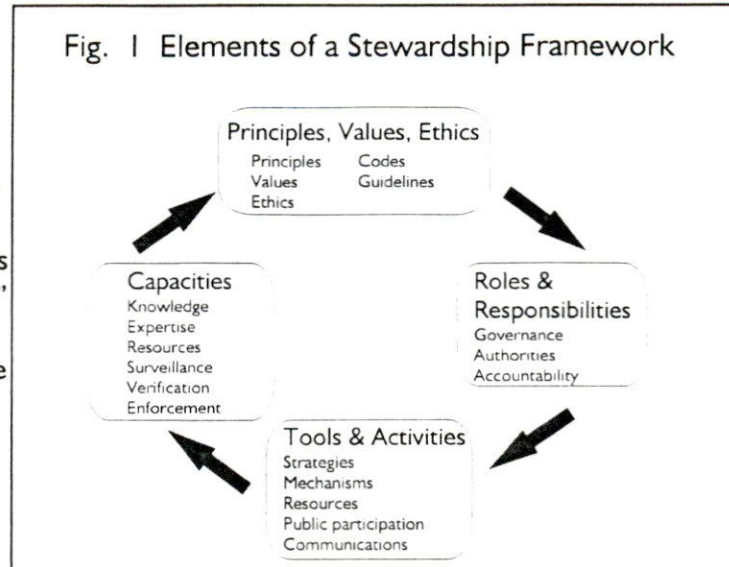 Fig. 1 Elements of a Stewardship Framework
Principles, Values, Ethics
Principles Codes
Values Guidelines
Ethics
Capacities
Knowledge
Expertise
Resources
Surveillance
Verification
Enforcement
Roles &
Responsibilities
Governance
Authorities
Accountability
Tools & Activities
Strategies
Mechanisms
Resources
Public participation
Communications